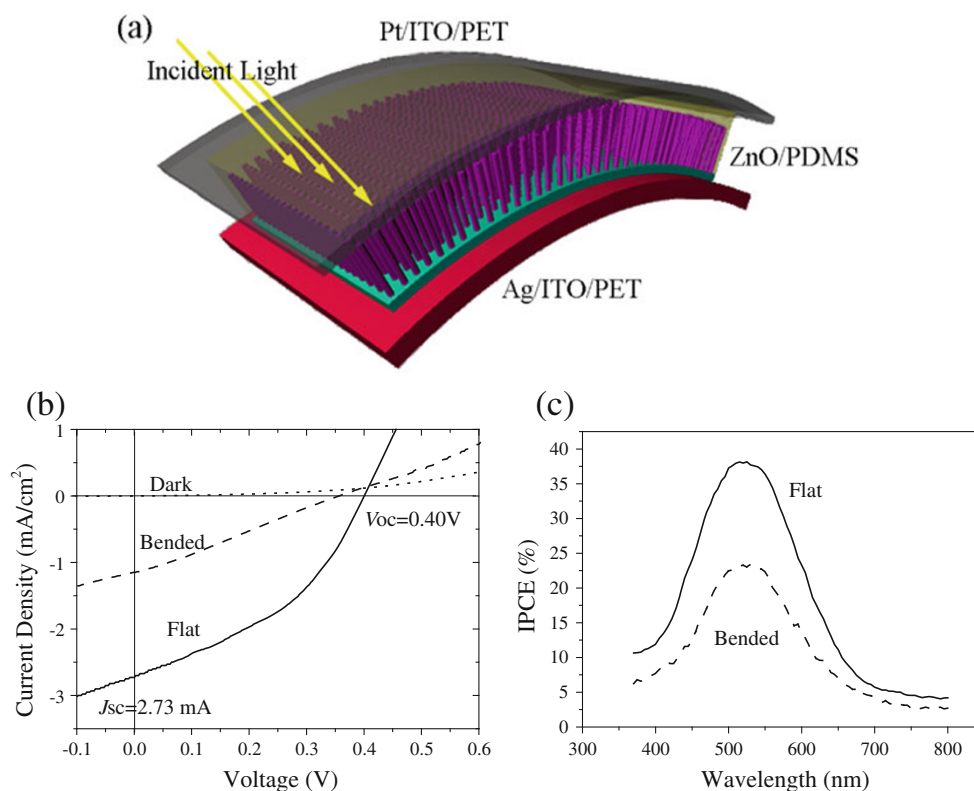 (a)
Pt/ITO/PET
Incident Light
ZnO/PDMS
Ag/ITO/PET
(b)
Current Density (mA/cm²)
1
0
-1
-2
-3
Dark
Voc=0.40V
Bended
Flat
Jsc=2.73 mA
-0.1 0.0 0.1 0.2 0.3 0.4 0.5 0.6
Voltage (V)
(c)
IPCE (%)
40
35
30
25
20
15
10
5
0
Flat
Bended
300 400 500 600 700 800
Wavelength (nm)